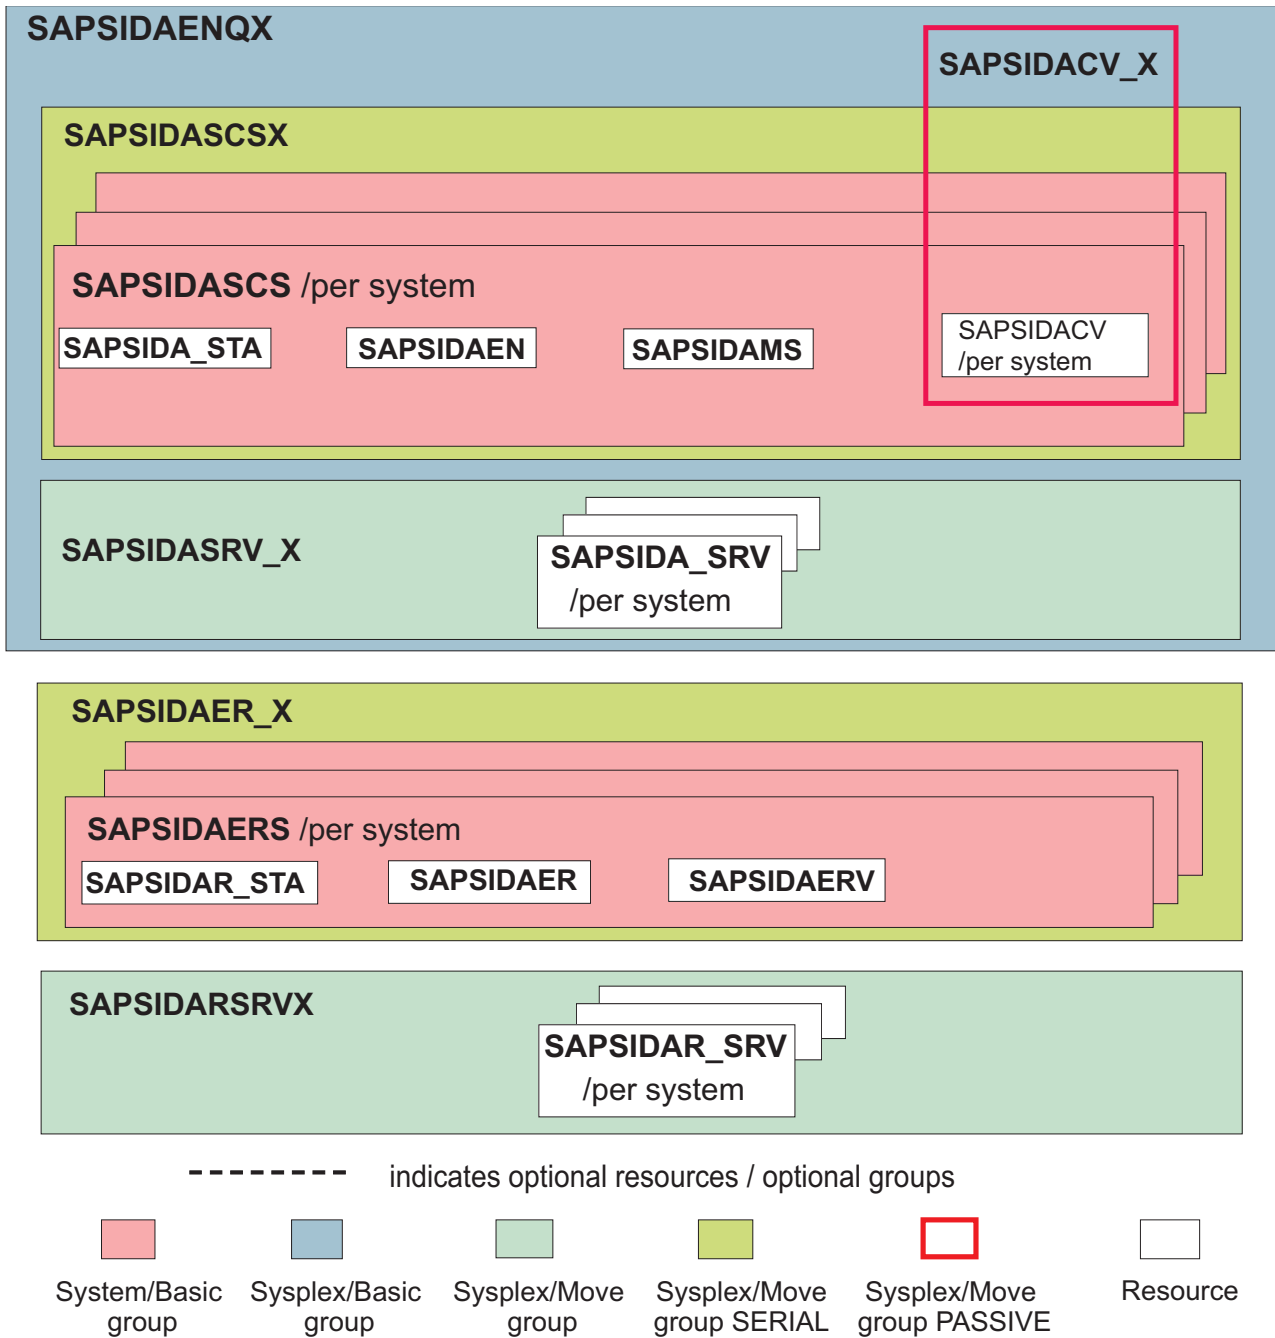 SAPSIDAENQX
SAPSIDACV_X
SAPSIDASCSX
SAPSIDASCS /per system
SAPSIDA_STA
SAPSIDAEN
SAPSIDAMS
SAPSIDACV
/per system
SAPSIDASRV_X
SAPSIDA_SRV
/per system
SAPSIDAER_X
SAPSIDAERS /per system
SAPSIDAR_STA
SAPSIDAER
SAPSIDAERV
SAPSIDARSRVX
SAPSIDAR_SRV
/per system
indicates optional resources / optional groups
System/Basic
group
Sysplex/Basic
group
Sysplex/Move
group
Sysplex/Move
group SERIAL
Sysplex/Move
group PASSIVE
Resource